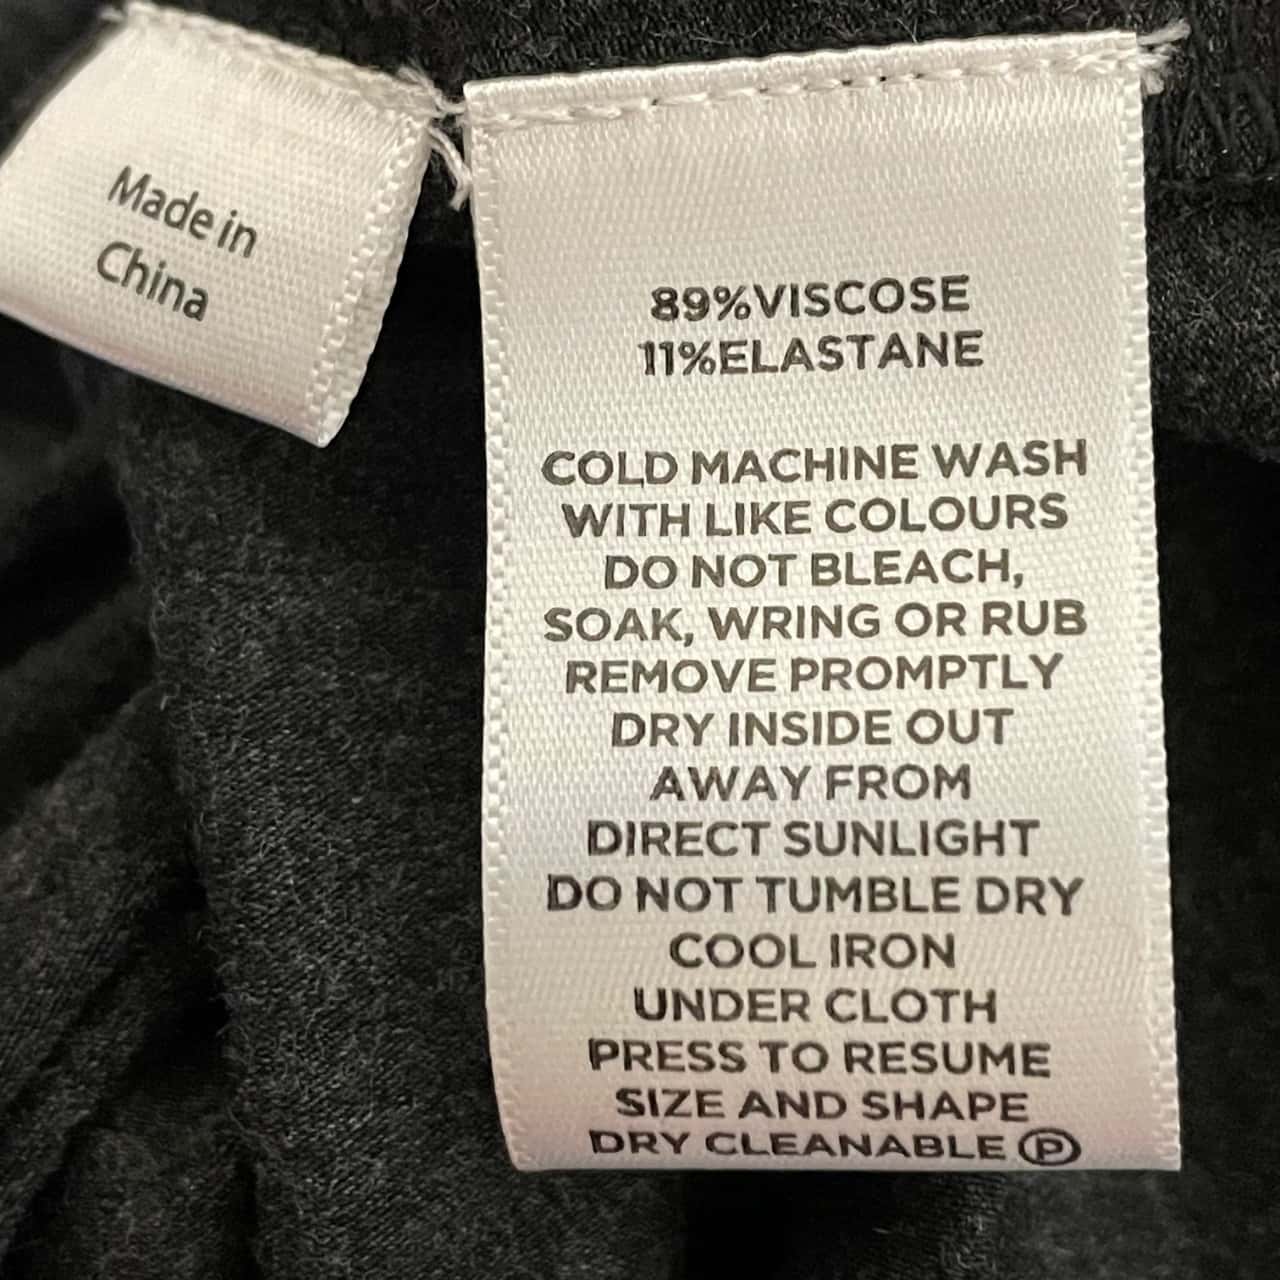 Made in
China
89%VISCOSE
11%ELASTANE
COLD MACHINE WASH
WITH LIKE COLOURS
DO NOT BLEACH,
SOAK, WRING OR RUB
REMOVE PROMPTLY
DRY INSIDE OUT
AWAY FROM
DIRECT SUNLIGHT
DO NOT TUMBLE DRY
COOL IRON
UNDER CLOTH
PRESS TO RESUME
SIZE AND SHAPE
DRY CLEANABLE Ⓟ